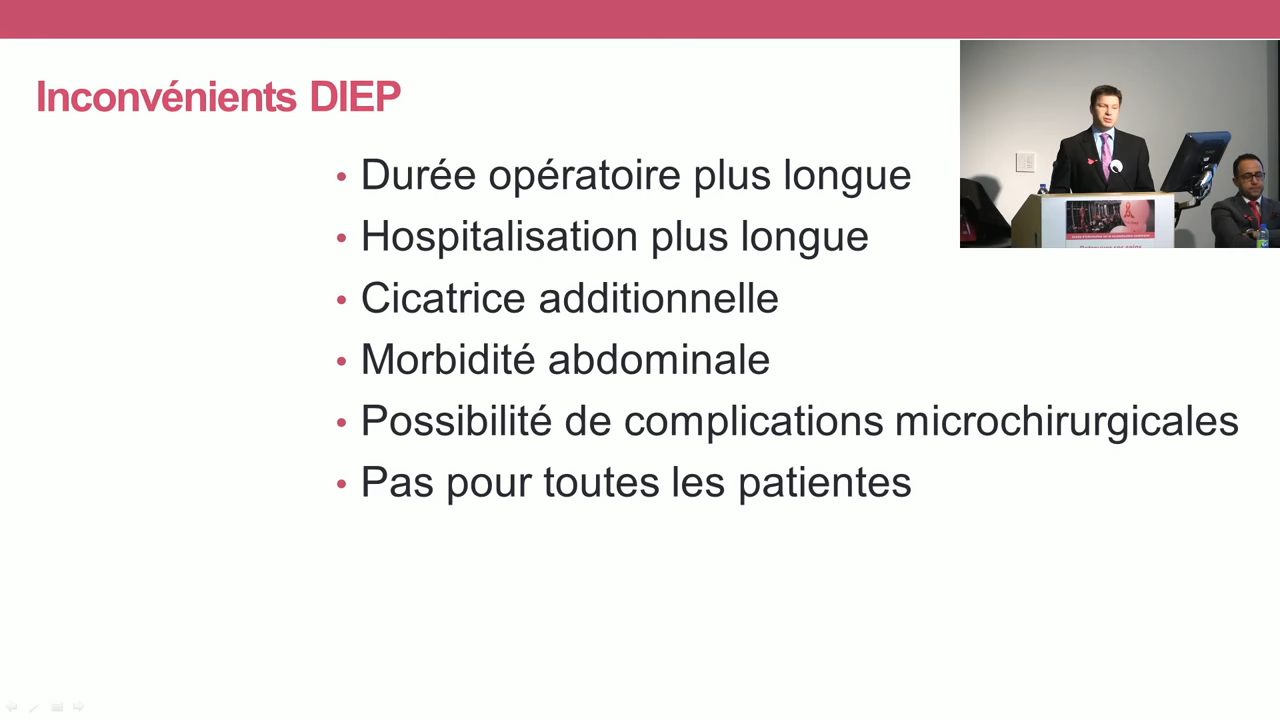 Inconvénients DIEP
• Durée opératoire plus longue
• Hospitalisation plus longue
• Cicatrice additionnelle
• Morbidité abdominale
• Possibilité de complications microchirurgicales
• Pas pour toutes les patientes